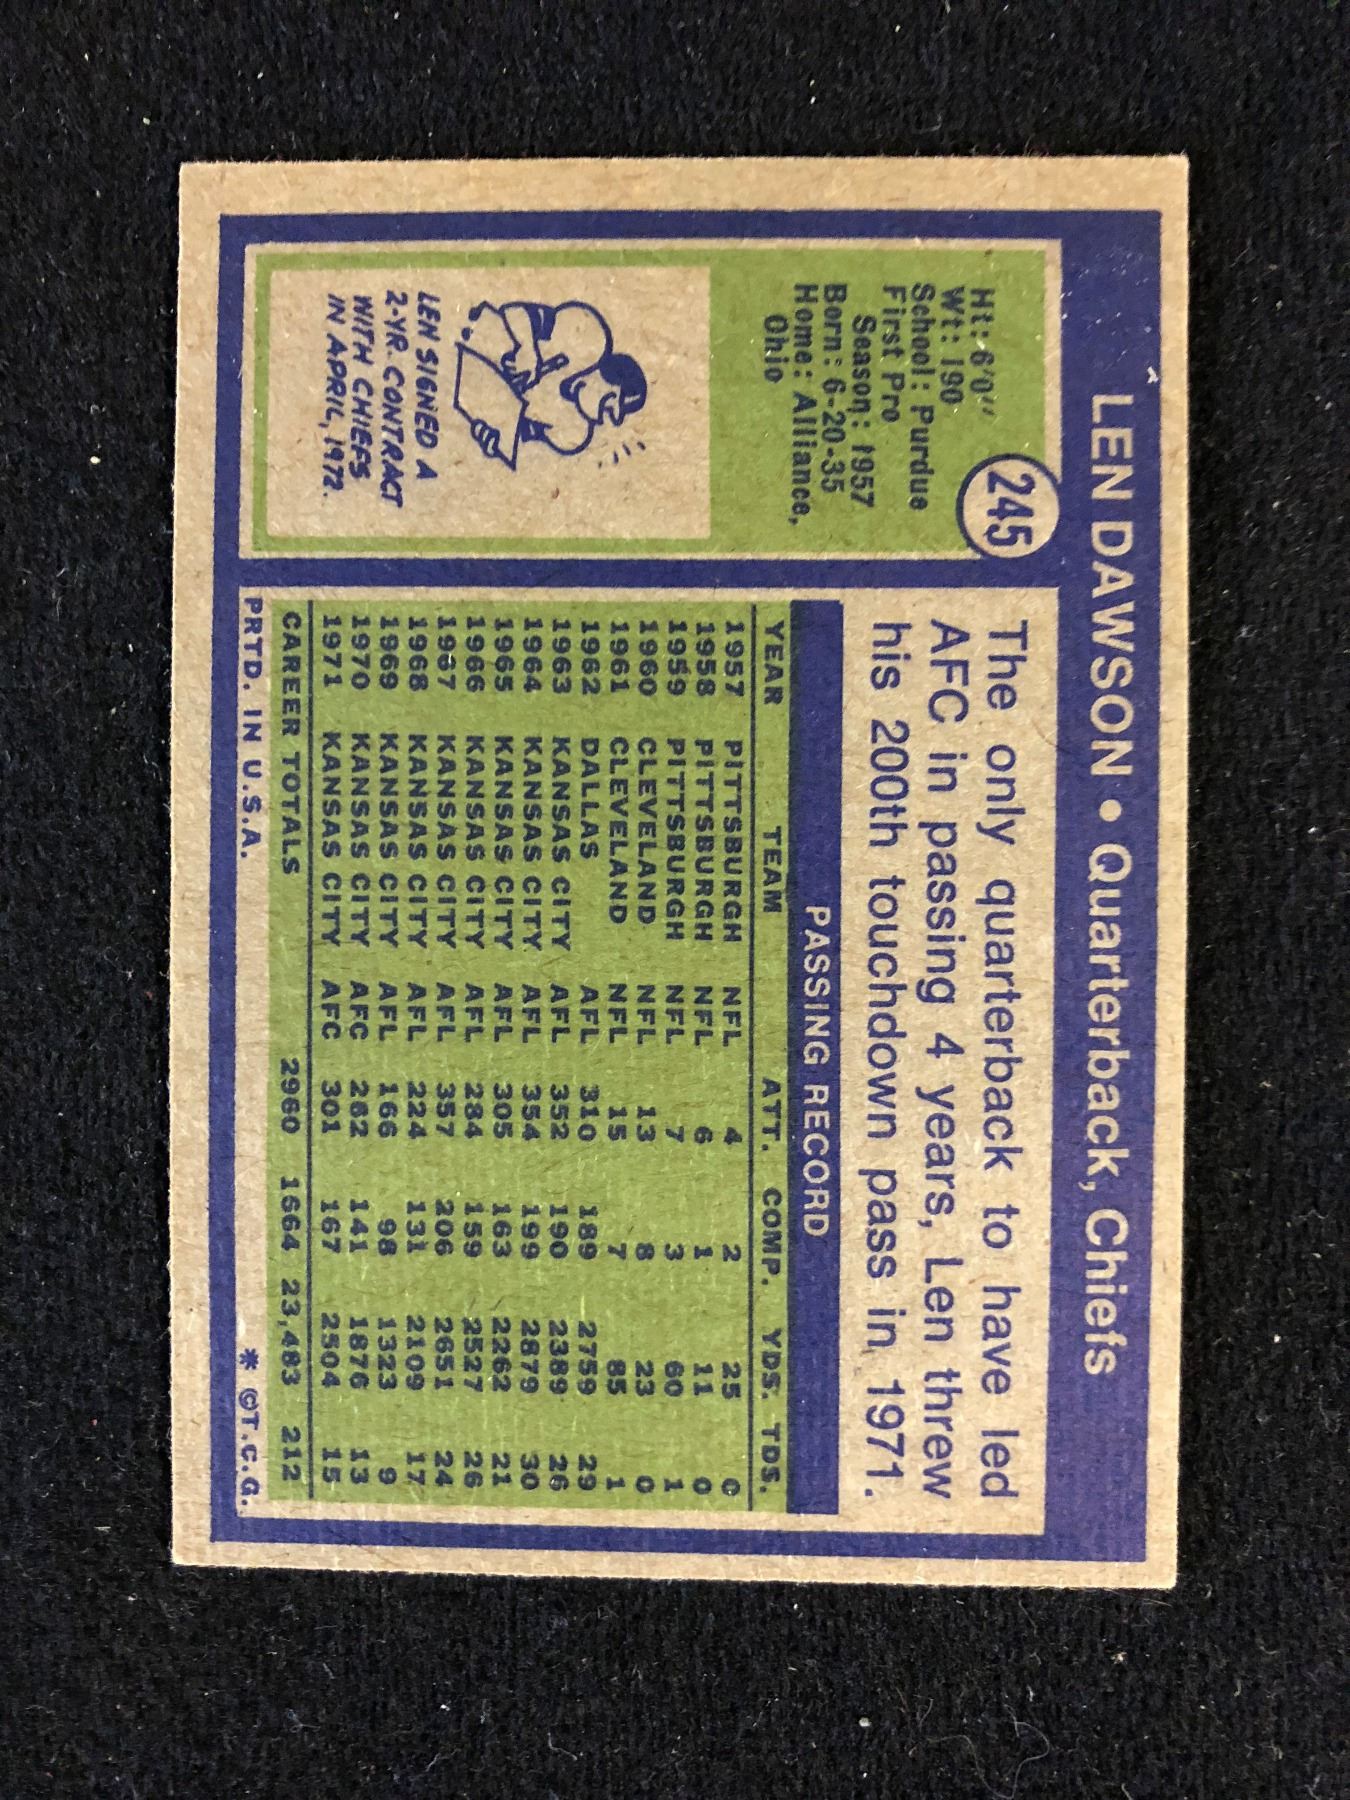 LEN DAWSON • Quarterback, Chiefs
245
Ht: 6'0"
Wt: 190
School: Purdue
First Pro
Season: 1957
Born: 6-20-35
Home: Alliance,
Ohio
LEN SIGNED A
2-YR. CONTRACT
WITH CHIEFS
IN APRIL, 1972.
The only quarterback to have led
AFC in passing 4 years, Len threw
his 200th touchdown pass in 1971.
PASSING RECORD
YEAR TEAM ATT. COMP. YDS. TDS.
1957 PITTSBURGH NFL 4 2 25 0
1958 PITTSBURGH NFL 6 1 11 0
1959 PITTSBURGH NFL 7 3 60 1
1960 CLEVELAND NFL 13 8 23 0
1961 CLEVELAND NFL 15 7 85 1
1962 DALLAS AFL 310 189 2759 29
1963 KANSAS CITY AFL 352 190 2389 26
1964 KANSAS CITY AFL 354 199 2879 30
1965 KANSAS CITY AFL 305 163 2262 21
1966 KANSAS CITY AFL 284 159 2527 26
1967 KANSAS CITY AFL 357 206 2651 24
1968 KANSAS CITY AFL 224 131 2109 17
1969 KANSAS CITY AFL 166 98 1323 9
1970 KANSAS CITY AFC 262 141 1876 13
1971 KANSAS CITY AFC 301 167 2504 15
CAREER TOTALS 2960 1664 23,483 212
PRTD. IN U.S.A. * ©T.C.G.